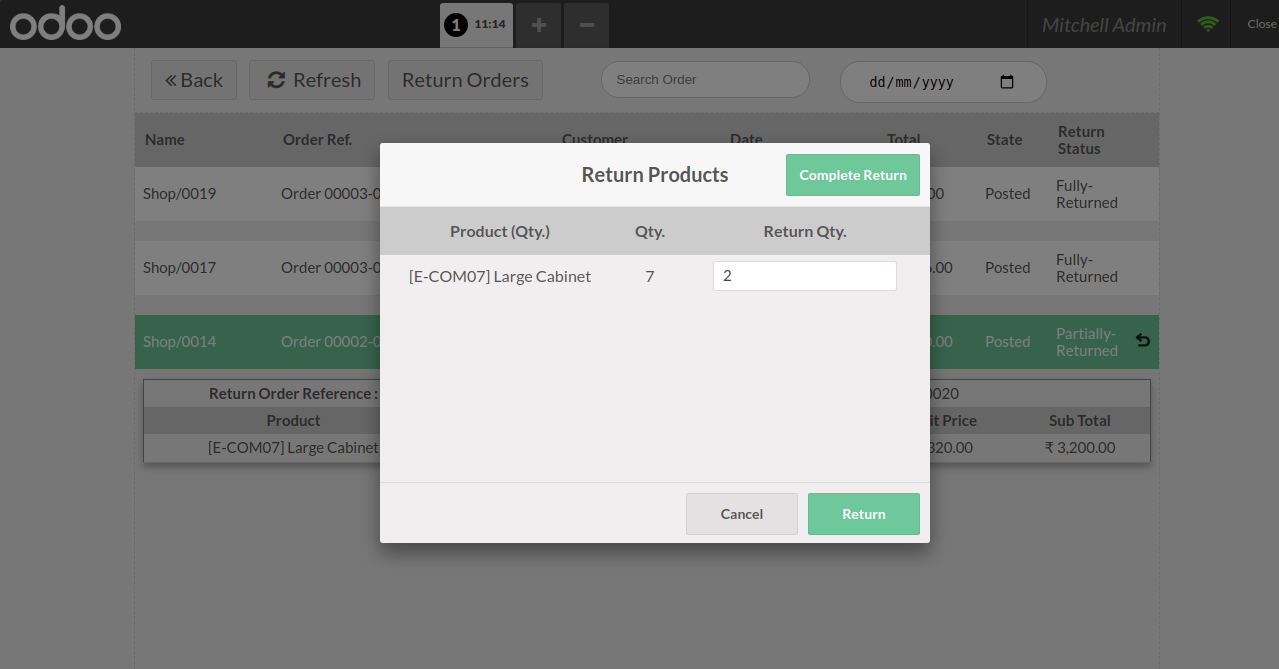 odoo
1 11:14 + −
Mitchell Admin
Close
Back
Refresh
Return Orders
Search Order
dd/mm/yyyy
Name Order Ref. Customer Date Total State Return Status
Shop/0019 Order 00003-0 00 Posted Fully-Returned
Shop/0017 Order 00003-0 .00 Posted Fully-Returned
Shop/0014 Order 00002-0 0.00 Posted Partially-Returned
Return Order Reference : 0020
Product it Price Sub Total
[E-COM07] Large Cabinet 320.00 ₹ 3,200.00
Return Products
Complete Return
Product (Qty.) Qty. Return Qty.
[E-COM07] Large Cabinet 7 2
Cancel
Return